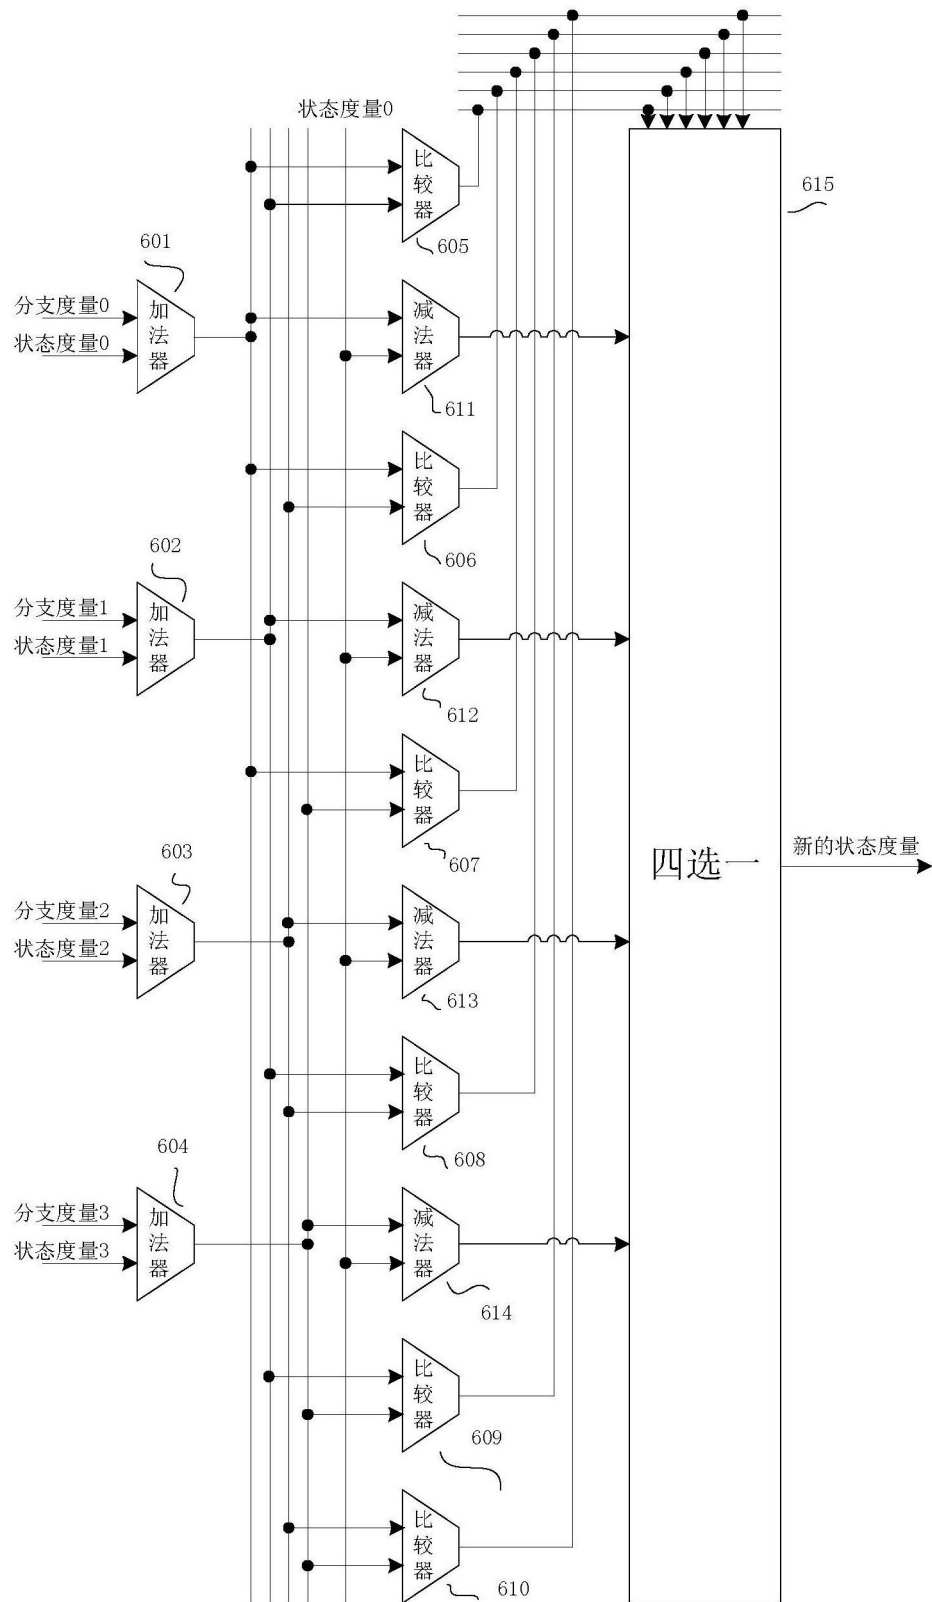 状态度量0
比较器
615
605
601
分支度量0
状态度量0
加法器
减法器
611
比较器
606
602
分支度量1
状态度量1
加法器
减法器
612
比较器
607
四选一
新的状态度量
603
分支度量2
状态度量2
加法器
减法器
613
比较器
608
604
分支度量3
状态度量3
加法器
减法器
614
比较器
609
比较器
610